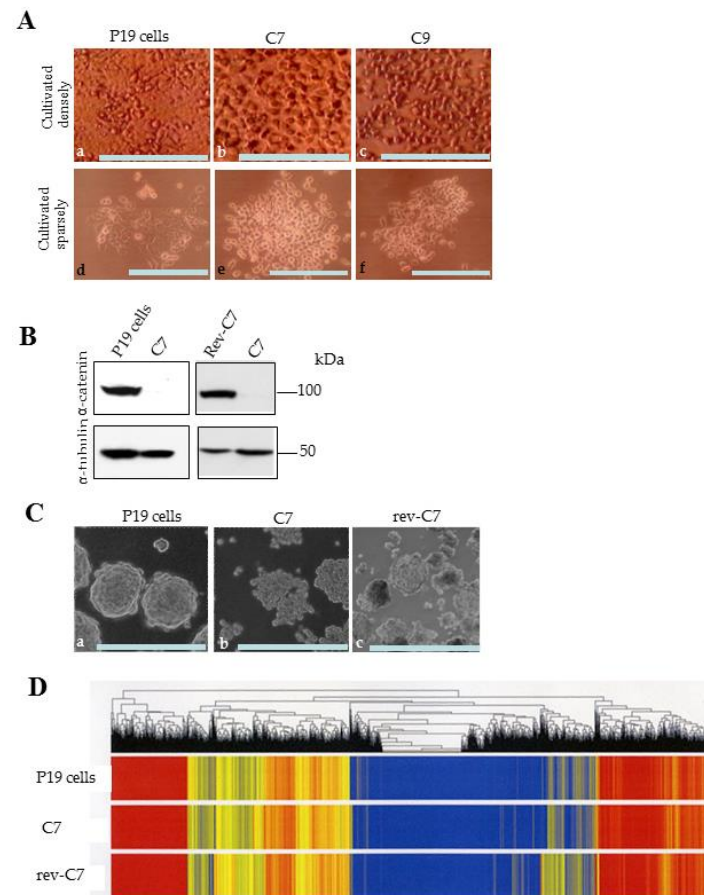 A
P19 cells C7 C9
Cultivated
densely
a b c
Cultivated
sparsely
d e f
B
P19 cells C7 Rev-C7 C7
kDa
α-catenin
100
α-tubulin
50
C
P19 cells C7 rev-C7
a b c
D
P19 cells
C7
rev-C7